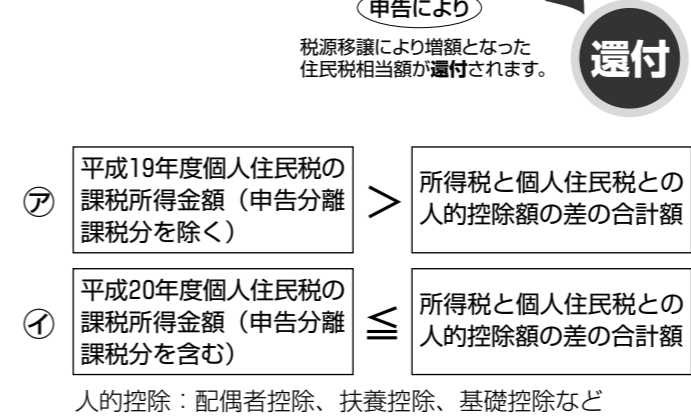 申告により
税源移譲により増額となった
住民税相当額が還付されます。
還付
㋐
平成19年度個人住民税の
課税所得金額（申告分離
課税分を除く）
＞
所得税と個人住民税との
人的控除額の差の合計額
㋑
平成20年度個人住民税の
課税所得金額（申告分離
課税分を含む）
≦
所得税と個人住民税との
人的控除額の差の合計額
人的控除：配偶者控除、扶養控除、基礎控除など